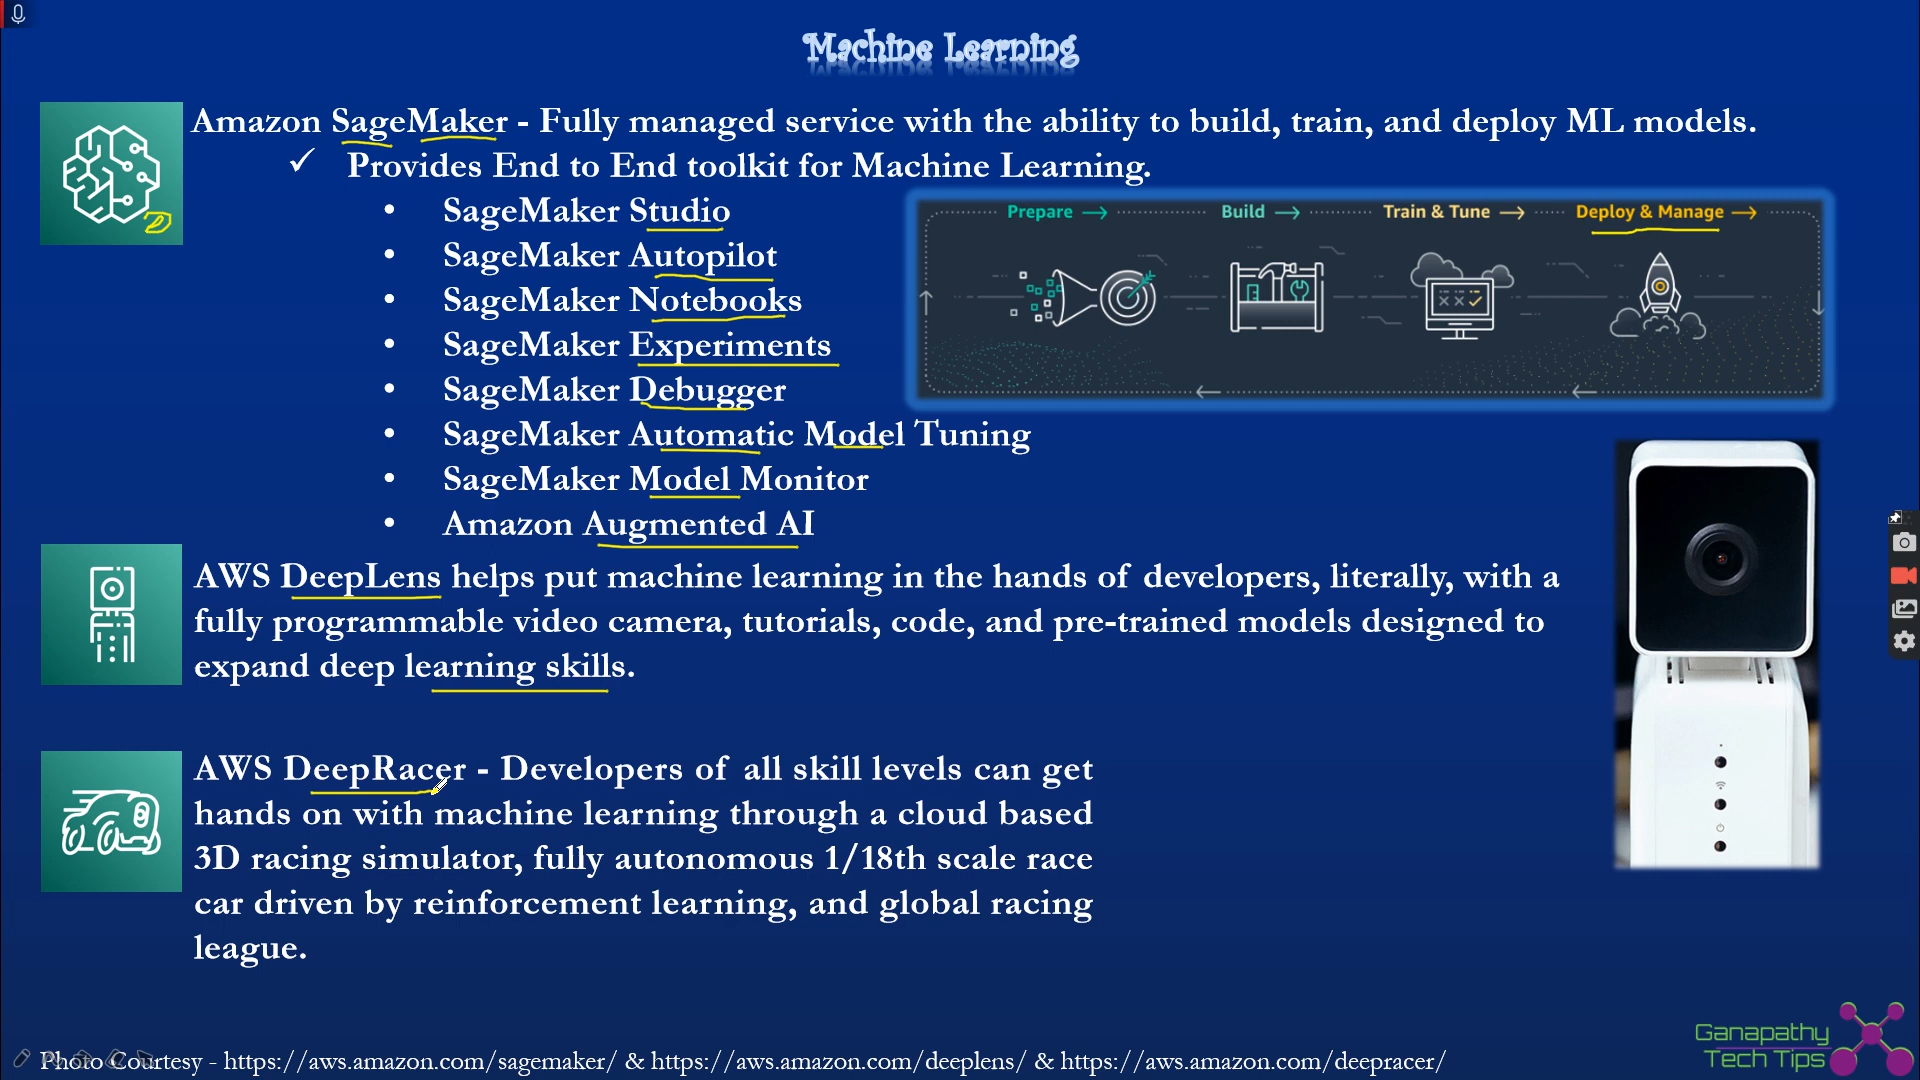 Machine Learning
Amazon SageMaker - Fully managed service with the ability to build, train, and deploy ML models.
✓ Provides End to End toolkit for Machine Learning.
• SageMaker Studio
• SageMaker Autopilot
• SageMaker Notebooks
• SageMaker Experiments
• SageMaker Debugger
• SageMaker Automatic Model Tuning
• SageMaker Model Monitor
• Amazon Augmented AI
Prepare → Build → Train & Tune → Deploy & Manage →
AWS DeepLens helps put machine learning in the hands of developers, literally, with a
fully programmable video camera, tutorials, code, and pre-trained models designed to
expand deep learning skills.
AWS DeepRacer - Developers of all skill levels can get
hands on with machine learning through a cloud based
3D racing simulator, fully autonomous 1/18th scale race
car driven by reinforcement learning, and global racing
league.
Photo Courtesy - https://aws.amazon.com/sagemaker/ & https://aws.amazon.com/deeplens/ & https://aws.amazon.com/deepracer/
Ganapathy
Tech Tips